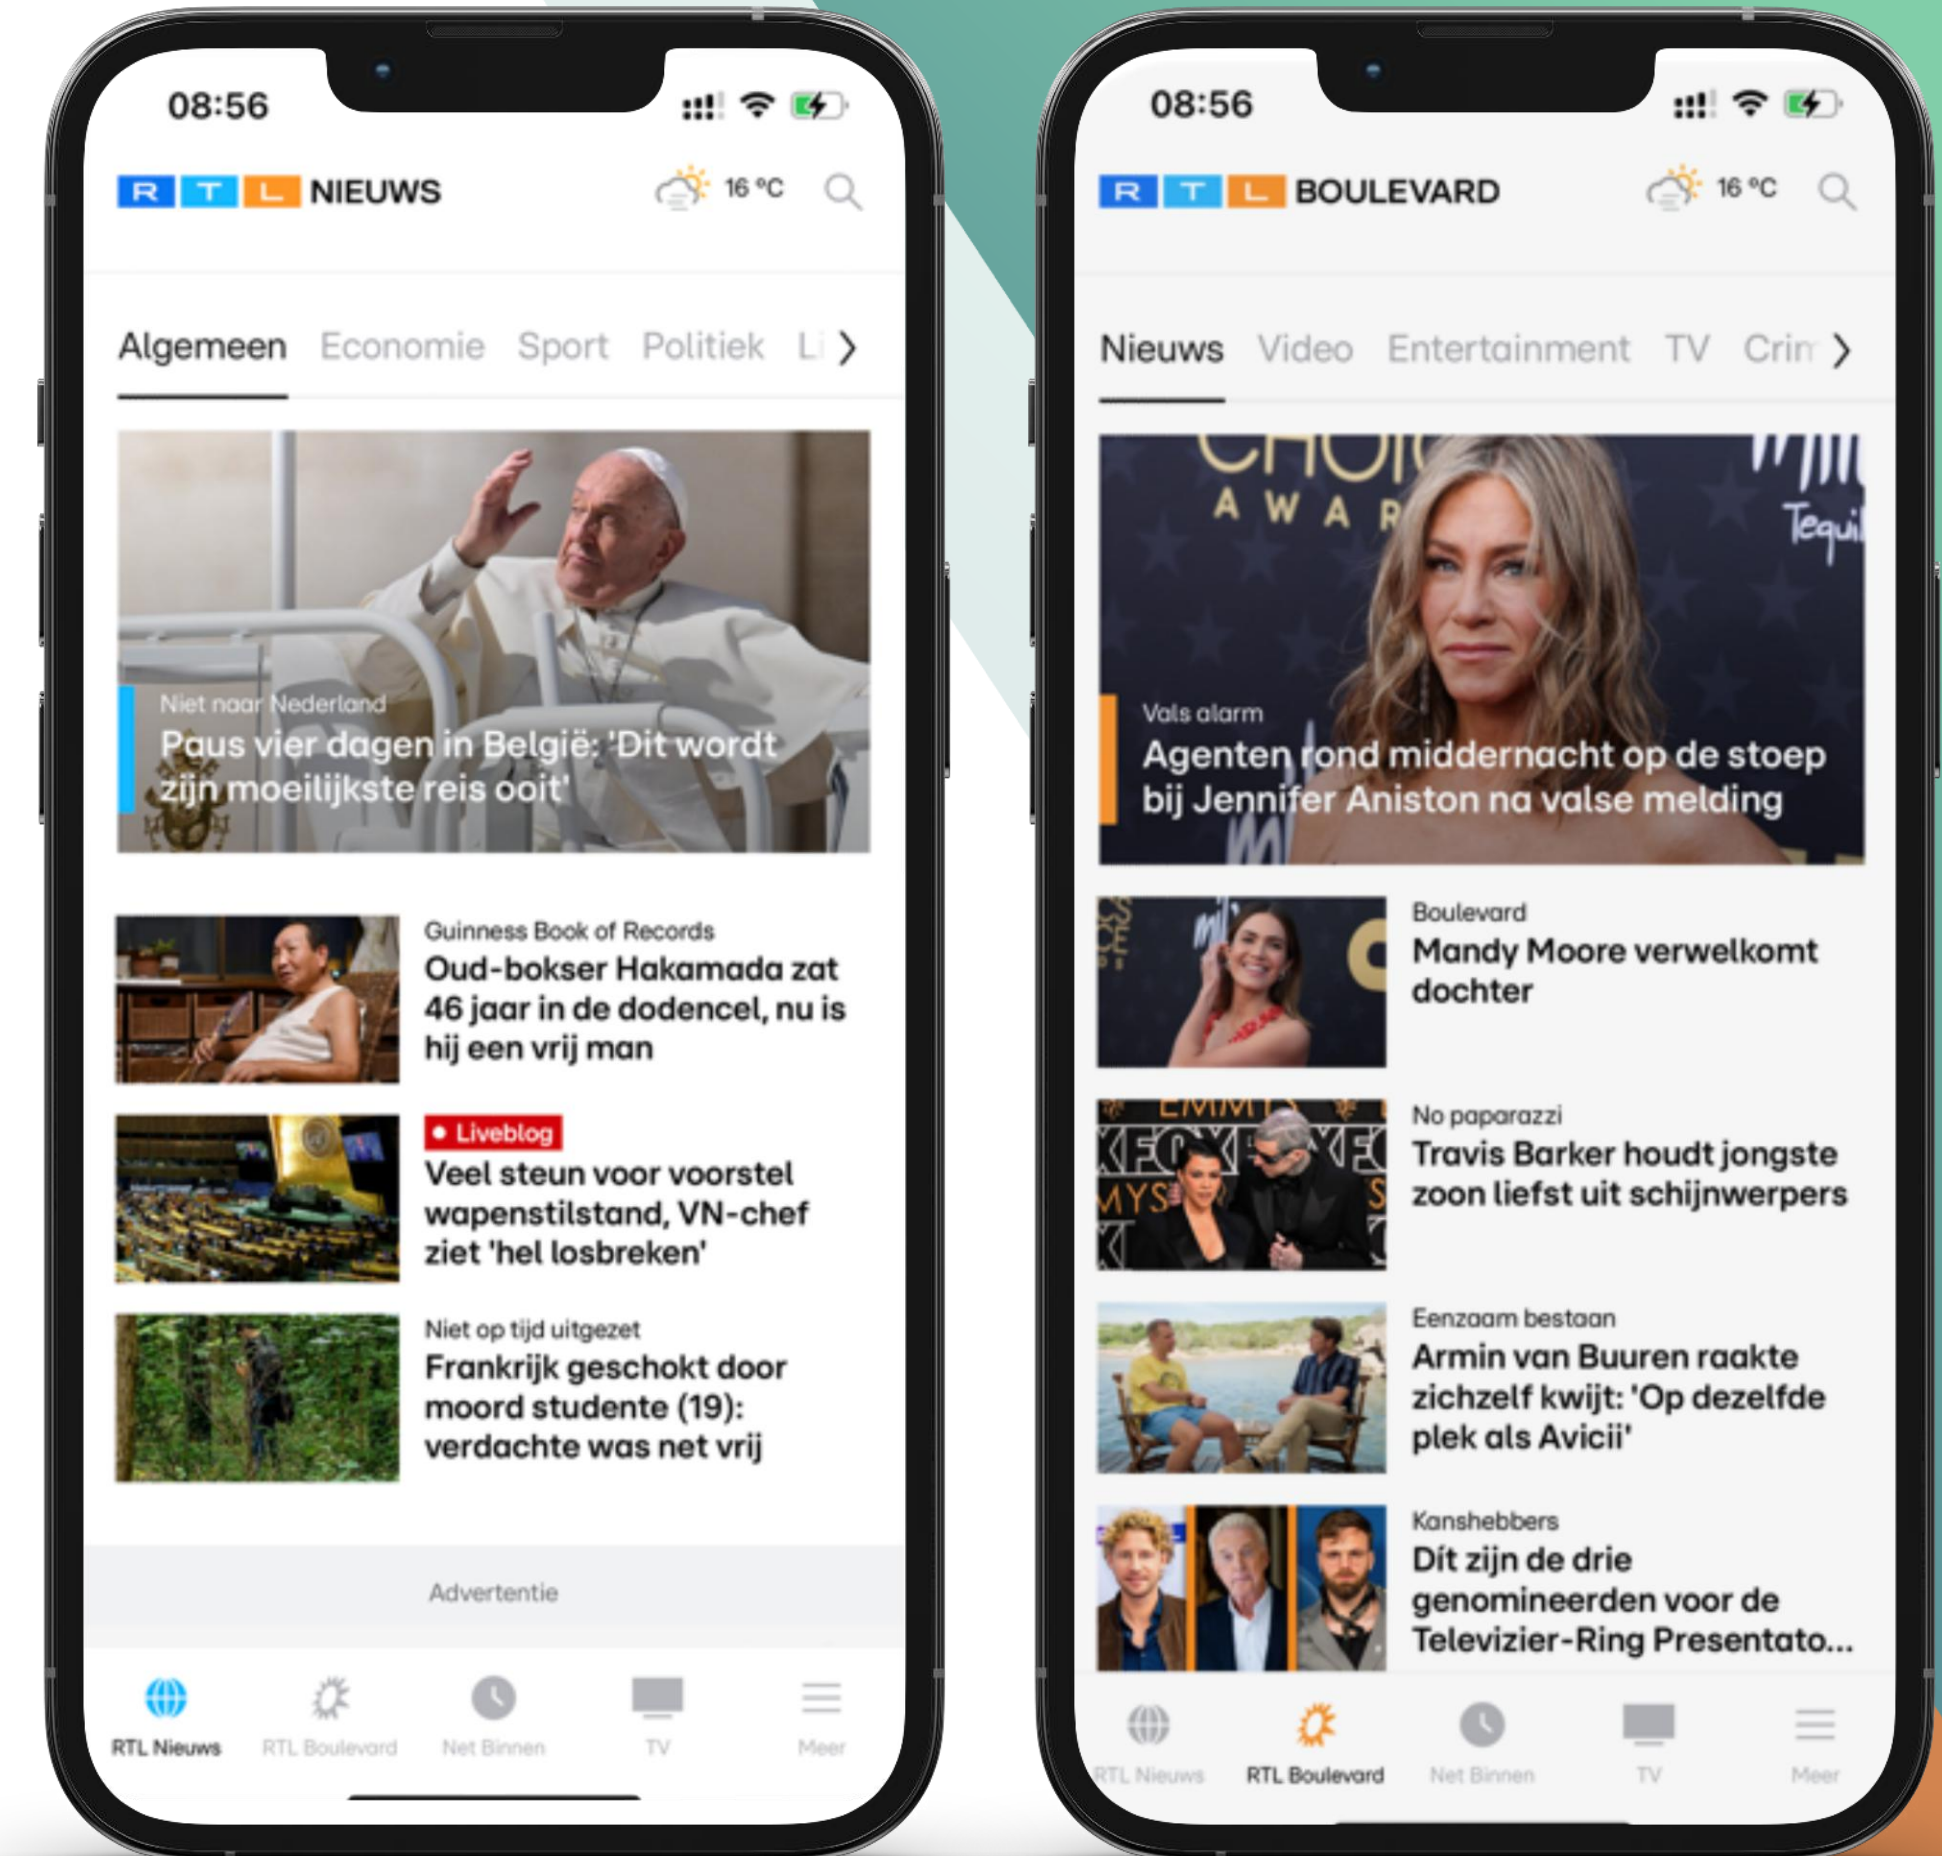 08:56
RTL NIEUWS
16 °C
Algemeen Economie Sport Politiek
Niet naar Nederland
Paus vier dagen in België: 'Dit wordt
zijn moeilijkste reis ooit'
Guinness Book of Records
Oud-bokser Hakamada zat
46 jaar in de dodencel, nu is
hij een vrij man
Liveblog
Veel steun voor voorstel
wapenstilstand, VN-chef
ziet 'hel losbreken'
Niet op tijd uitgezet
Frankrijk geschokt door
moord studente (19):
verdachte was net vrij
Advertentie
RTL Nieuws RTL Boulevard Net Binnen TV Meer
08:56
RTL BOULEVARD
16 °C
Nieuws Video Entertainment TV
AWAR
Tequil
Vals alarm
Agenten rond middernacht op de stoep
bij Jennifer Aniston na valse melding
Boulevard
Mandy Moore verwelkomt
dochter
EMMYS
No paparazzi
Travis Barker houdt jongste
zoon liefst uit schijnwerpers
Eenzaam bestaan
Armin van Buuren raakte
zichzelf kwijt: 'Op dezelfde
plek als Avicii'
Kanshebbers
Dít zijn de drie
genomineerden voor de
Televizier-Ring Presentato...
RTL Nieuws RTL Boulevard Net Binnen TV Meer